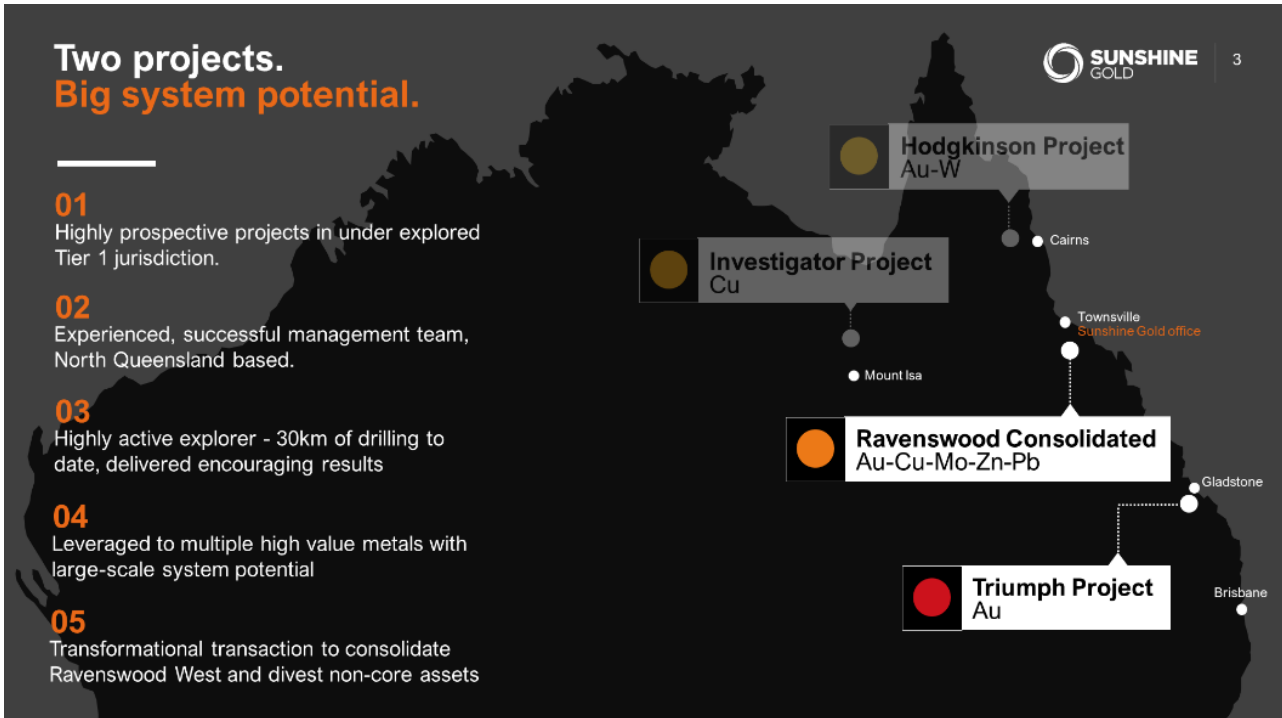 Two projects.
Big system potential.
SUNSHINE
GOLD
3
01
Highly prospective projects in under explored
Tier 1 jurisdiction.
02
Experienced, successful management team,
North Queensland based.
03
Highly active explorer - 30km of drilling to
date, delivered encouraging results
04
Leveraged to multiple high value metals with
large-scale system potential
05
Transformational transaction to consolidate
Ravenswood West and divest non-core assets
Hodgkinson Project
Au-W
Cairns
Investigator Project
Cu
Mount Isa
Townsville
Sunshine Gold office
Ravenswood Consolidated
Au-Cu-Mo-Zn-Pb
Gladstone
Triumph Project
Au
Brisbane